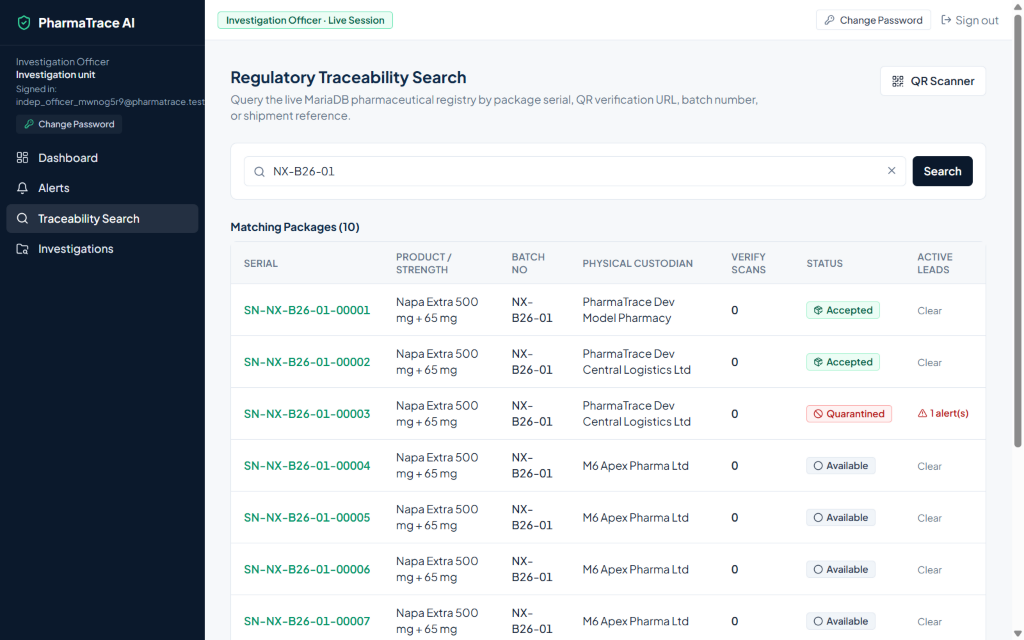 PharmaTrace AI
Investigation Officer
Investigation unit
Signed in:
indep_officer_mwnog5r9@pharmatrace.test
Change Password
Dashboard
Alerts
Traceability Search
Investigations
Investigation Officer · Live Session
Change Password
Sign out
Regulatory Traceability Search
Query the live MariaDB pharmaceutical registry by package serial, QR verification URL, batch number,
or shipment reference.
QR Scanner
NX-B26-01
Search
Matching Packages (10)
SERIAL PRODUCT / STRENGTH BATCH NO PHYSICAL CUSTODIAN VERIFY SCANS STATUS ACTIVE LEADS
SN-NX-B26-01-00001 Napa Extra 500 mg + 65 mg NX-B26-01 PharmaTrace Dev Model Pharmacy 0 Accepted Clear
SN-NX-B26-01-00002 Napa Extra 500 mg + 65 mg NX-B26-01 PharmaTrace Dev Central Logistics Ltd 0 Accepted Clear
SN-NX-B26-01-00003 Napa Extra 500 mg + 65 mg NX-B26-01 PharmaTrace Dev Central Logistics Ltd 0 Quarantined 1 alert(s)
SN-NX-B26-01-00004 Napa Extra 500 mg + 65 mg NX-B26-01 M6 Apex Pharma Ltd 0 Available Clear
SN-NX-B26-01-00005 Napa Extra 500 mg + 65 mg NX-B26-01 M6 Apex Pharma Ltd 0 Available Clear
SN-NX-B26-01-00006 Napa Extra 500 mg + 65 mg NX-B26-01 M6 Apex Pharma Ltd 0 Available Clear
SN-NX-B26-01-00007 Napa Extra 500 mg + 65 mg NX-B26-01 M6 Apex Pharma Ltd 0 Available Clear